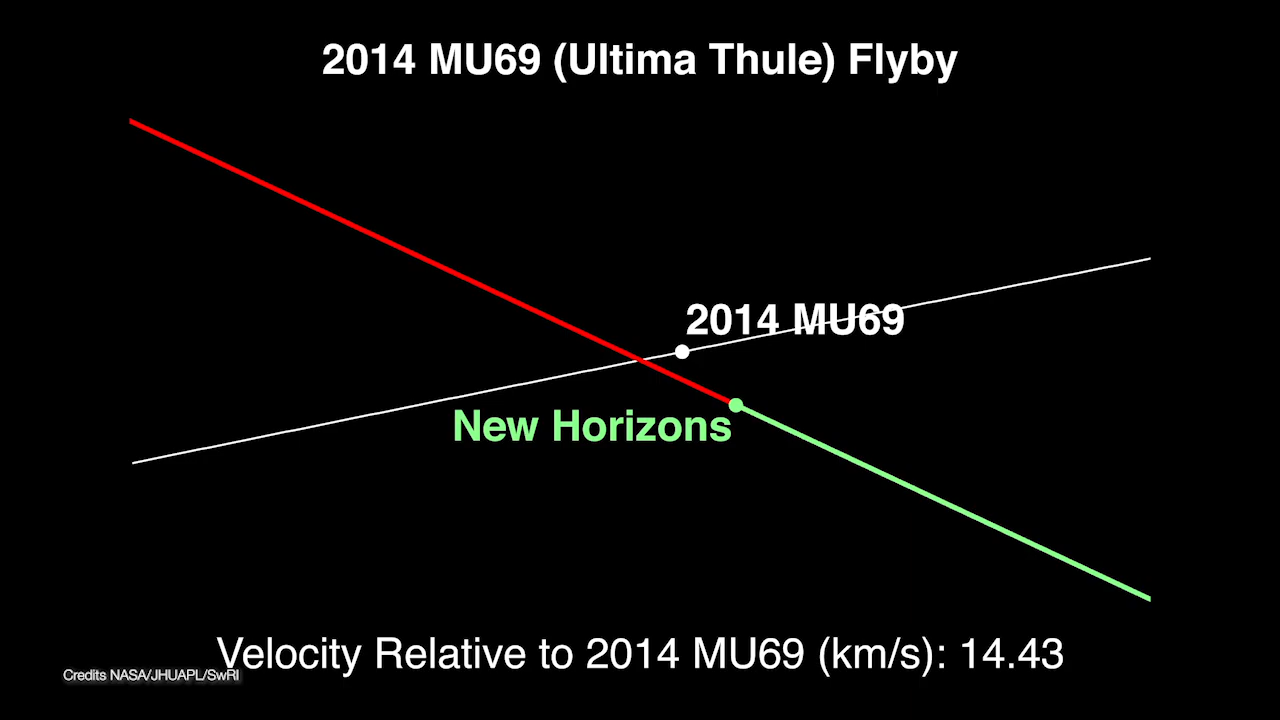 2014 MU69 (Ultima Thule) Flyby
2014 MU69
New Horizons
Velocity Relative to 2014 MU69 (km/s): 14.43
Credits NASA/JHUAPL/SwRI